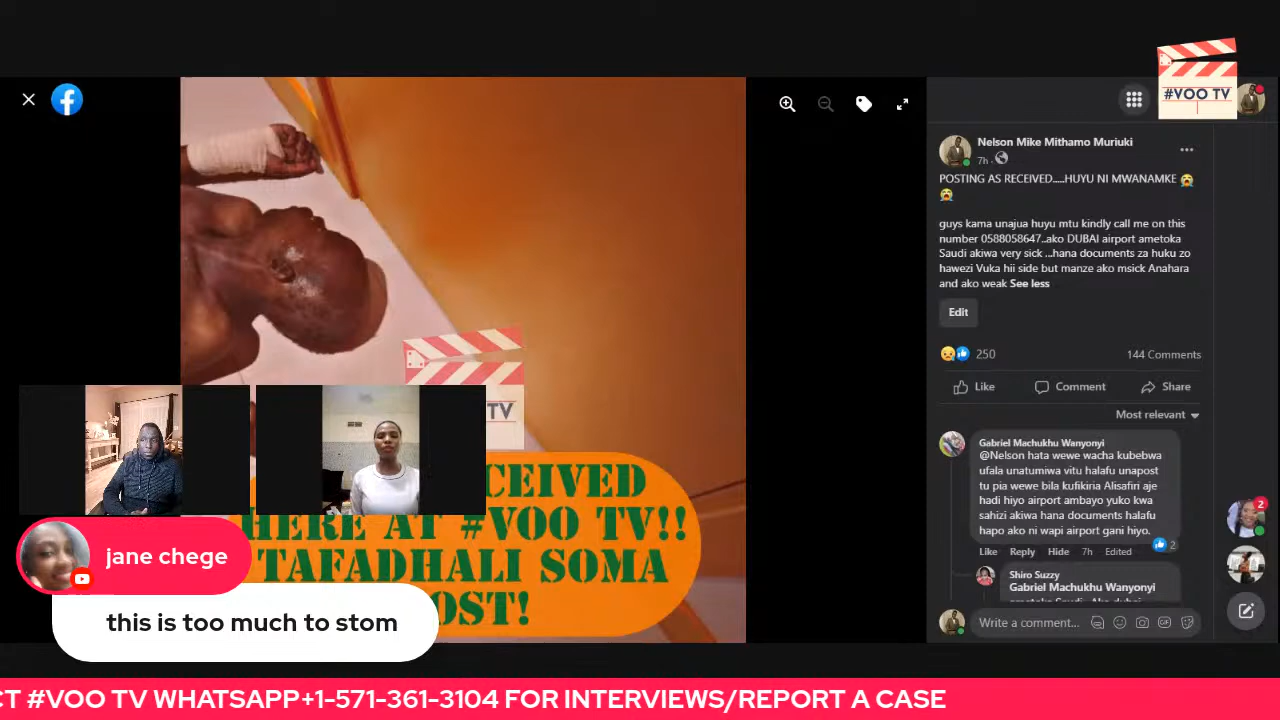 #VOO TV
Nelson Mike Mithamo Muriuki
7h
POSTING AS RECEIVED.....HUYU NI MWANAMKE 😭
😭
guys kama unajua huyu mtu kindly call me on this
number 0588058647..ako DUBAI airport ametoka
Saudi akiwa very sick ...hana documents za huku zo
hawezi Vuka hii side but manze ako msick Anahara
and ako weak See less
Edit
250
144 Comments
Like
Comment
Share
Most relevant
Gabriel Machukhu Wanyonyi
@Nelson hata wewe wacha kubebwa
ufala unatumiwa vitu halafu unapost
tu pia wewe bila kufikiria Alisafiri aje
hadi hiyo airport ambayo yuko kwa
sahizi akiwa hana documents halafu
hapo ako ni wapi airport gani hiyo.
2
Like Reply Hide 7h Edited
Shiro Suzzy
Gabriel Machukhu Wanyonyi
Write a comment...
GIF
2
TV
CEIVED
HERE AT #VOO TV!!
TAFADHALI SOMA
OST!
jane chege
this is too much to stom
CT #VOO TV WHATSAPP+1-571-361-3104 FOR INTERVIEWS/REPORT A CASE